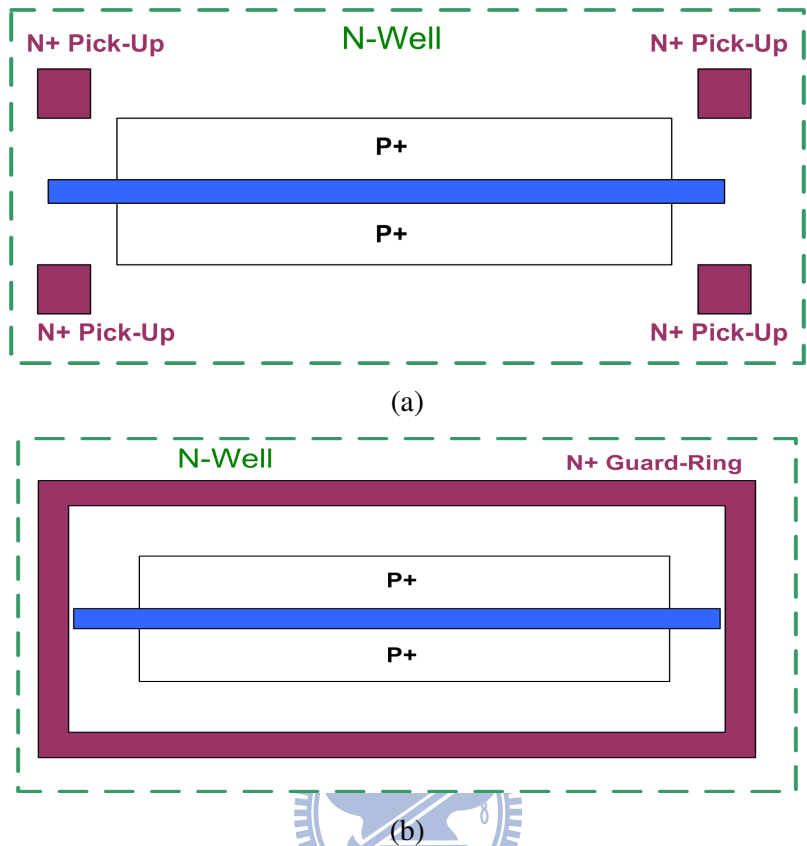 N+ Pick-Up
N-Well
N+ Pick-Up
P+
P+
N+ Pick-Up
N+ Pick-Up
(a)
N-Well
N+ Guard-Ring
P+
P+
(b)